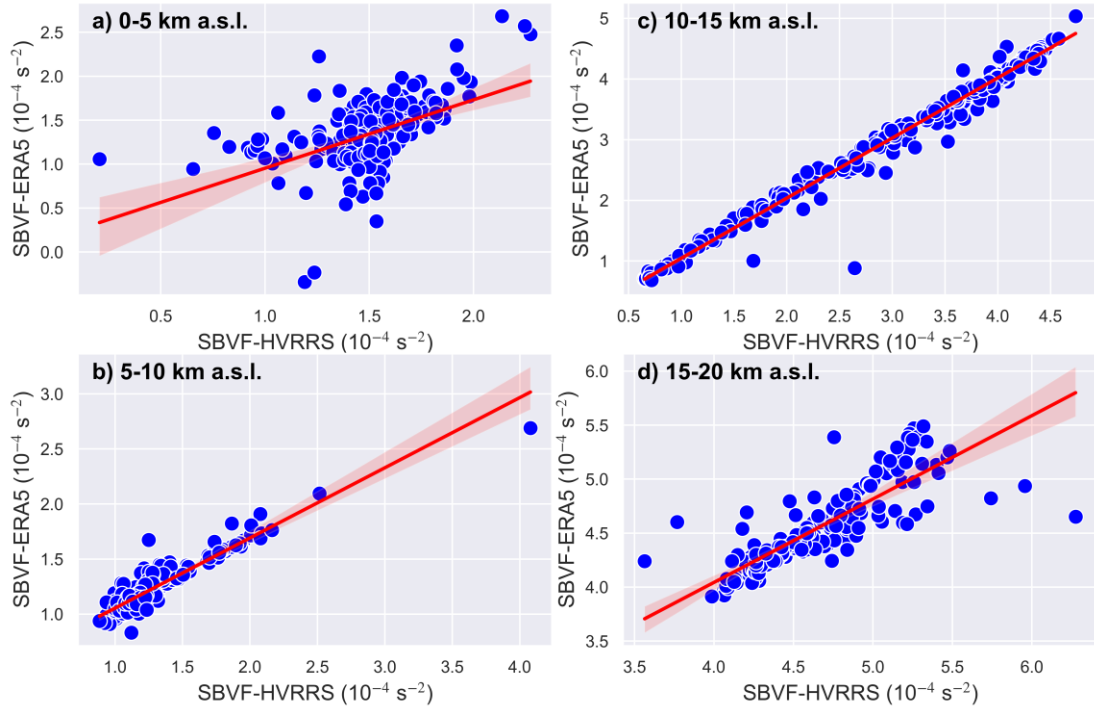 a) 0-5 km a.s.l.
2.5
2.0
1.5
1.0
0.5
0.0
SBVF-ERA5 (10⁻⁴ s⁻²)
0.5 1.0 1.5 2.0
SBVF-HVRRS (10⁻⁴ s⁻²)
c) 10-15 km a.s.l.
5
4
3
2
1
SBVF-ERA5 (10⁻⁴ s⁻²)
0.5 1.0 1.5 2.0 2.5 3.0 3.5 4.0 4.5
SBVF-HVRRS (10⁻⁴ s⁻²)
b) 5-10 km a.s.l.
3.0
2.5
2.0
1.5
1.0
SBVF-ERA5 (10⁻⁴ s⁻²)
1.0 1.5 2.0 2.5 3.0 3.5 4.0
SBVF-HVRRS (10⁻⁴ s⁻²)
d) 15-20 km a.s.l.
6.0
5.5
5.0
4.5
4.0
3.5
SBVF-ERA5 (10⁻⁴ s⁻²)
3.5 4.0 4.5 5.0 5.5 6.0
SBVF-HVRRS (10⁻⁴ s⁻²)